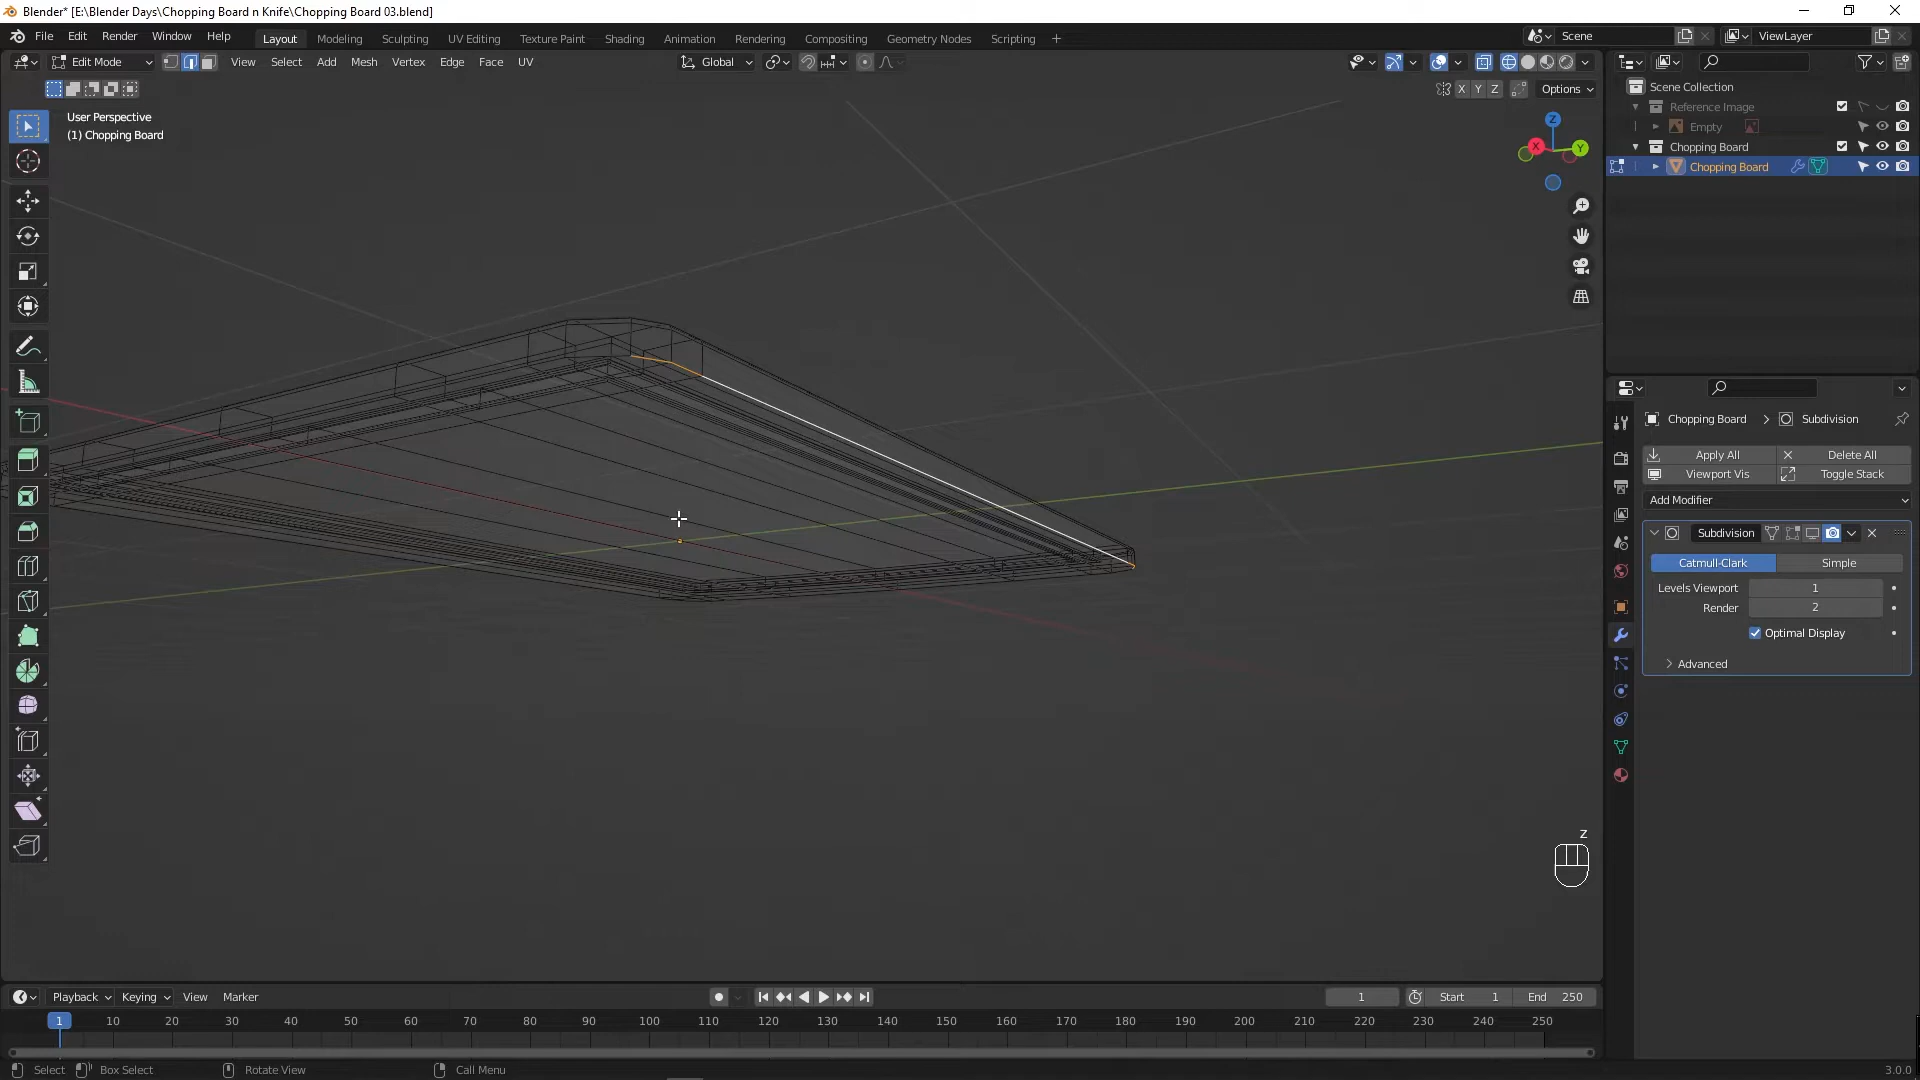 Blender* [E:\Blender Days\Chopping Board n Knife\Chopping Board 03.blend]
File Edit Render Window Help Layout Modeling Sculpting UV Editing Texture Paint Shading Animation Rendering Compositing Geometry Nodes Scripting + Scene ViewLayer
Edit Mode View Select Add Mesh Vertex Edge Face UV Global
X Y Z Options
User Perspective
(1) Chopping Board
Z
X
Y
Scene Collection
Reference Image
Empty
Chopping Board
Chopping Board
Chopping Board > Subdivision
Apply All Delete All
Viewport Vis Toggle Stack
Add Modifier
Subdivision
Catmull-Clark Simple
Levels Viewport 1
Render 2
Optimal Display
Advanced
z
Playback Keying View Marker 1 Start 1 End 250
1 10 20 30 40 50 60 70 80 90 100 110 120 130 140 150 160 170 180 190 200 210 220 230 240 250
Select Box Select Rotate View Call Menu 3.0.0